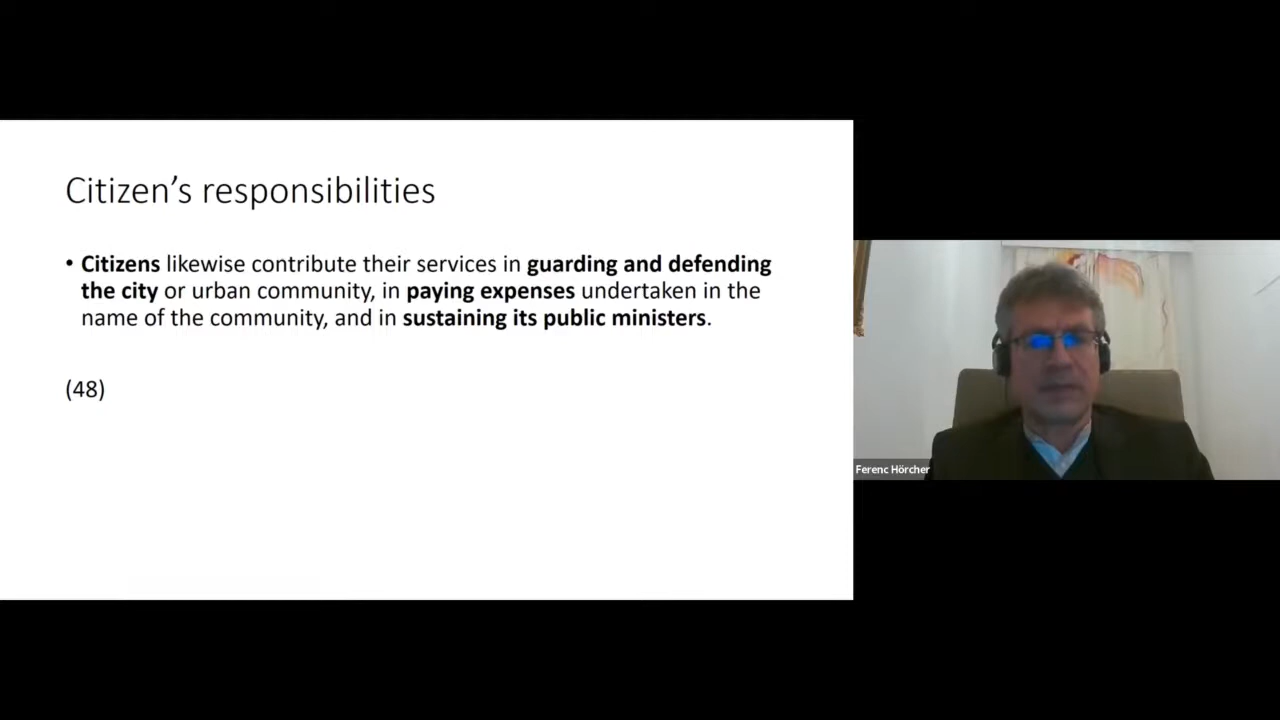 Citizen’s responsibilities
• Citizens likewise contribute their services in guarding and defending
the city or urban community, in paying expenses undertaken in the
name of the community, and in sustaining its public ministers.
(48)
Ferenc Hörcher